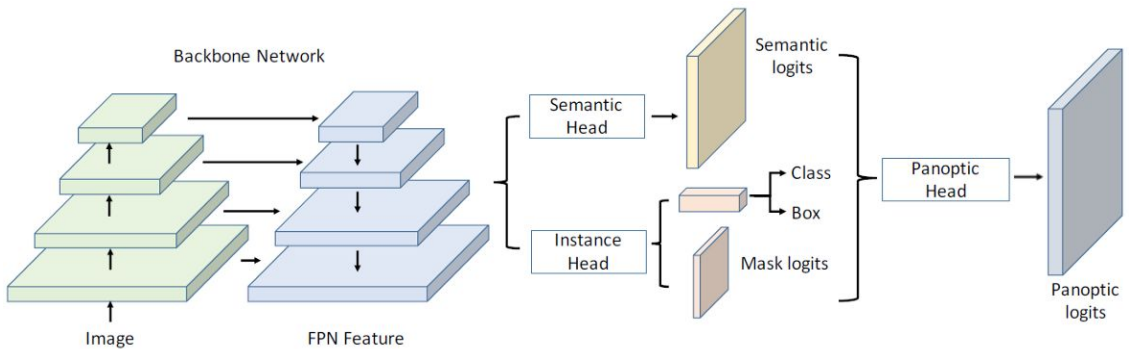 Backbone Network
Image
FPN Feature
Semantic
Head
Instance
Head
Semantic
logits
Class
Box
Mask logits
Panoptic
Head
Panoptic
logits